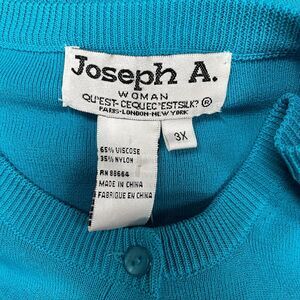 Joseph A.
WOMAN
QU'EST-CEQUEC'ESTSILK? ®
PARIS-LONDON-NEW YORK
3X
65% VISCOSE
35% NYLON
RN 88664
MADE IN CHINA
FABRIQUE EN CHINA